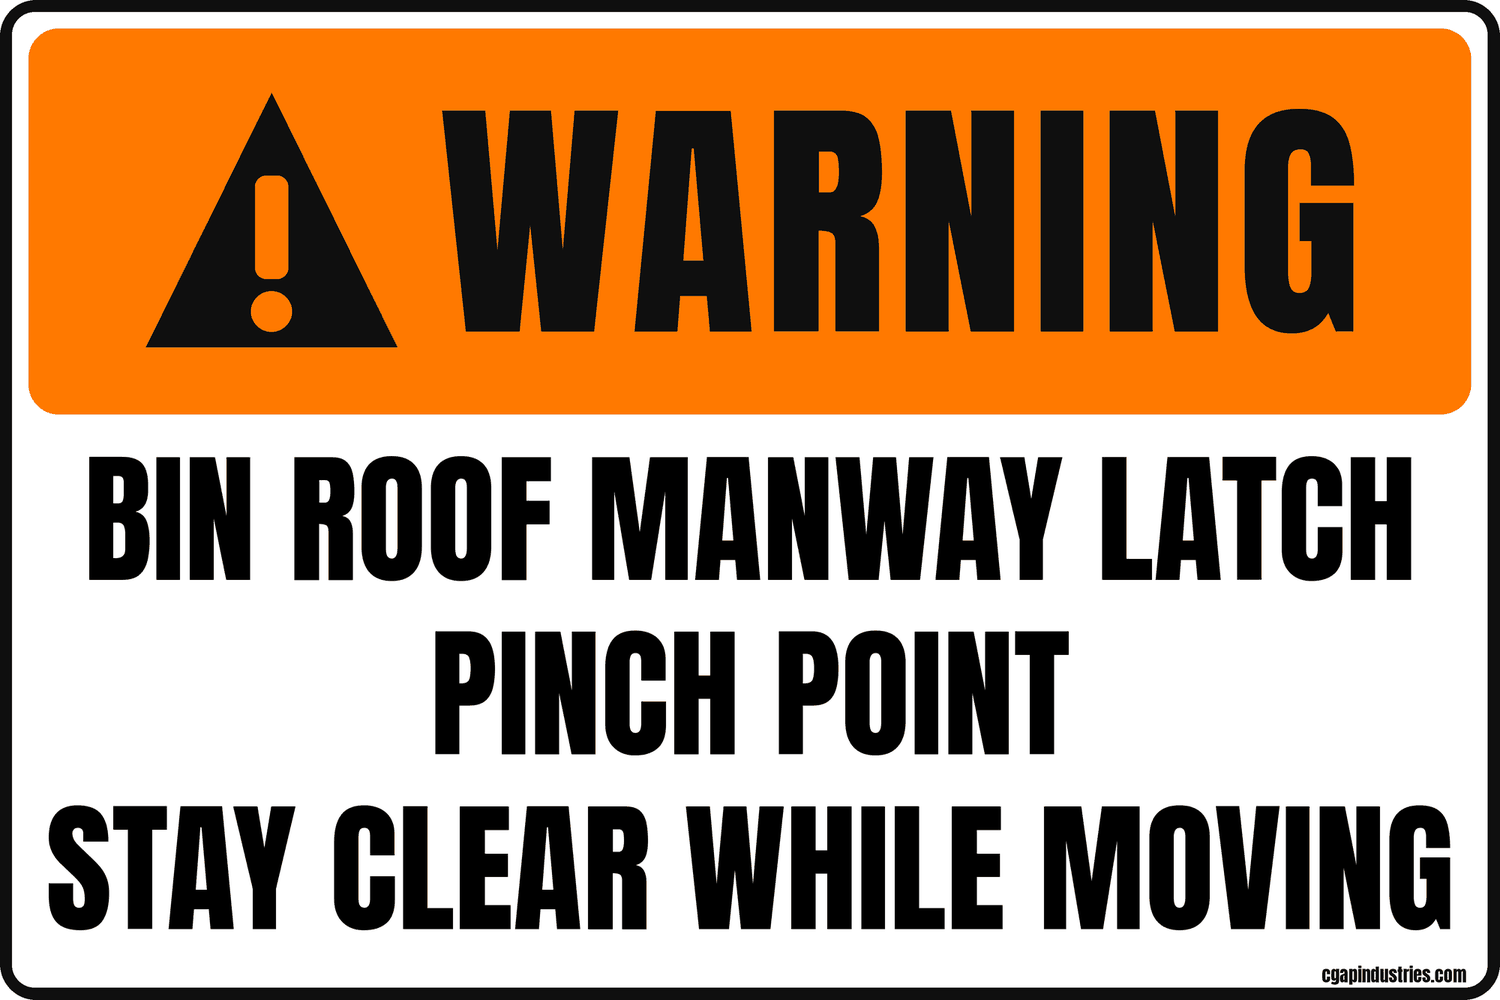 WARNING
BIN ROOF MANWAY LATCH
PINCH POINT
STAY CLEAR WHILE MOVING
cgapindustries.com